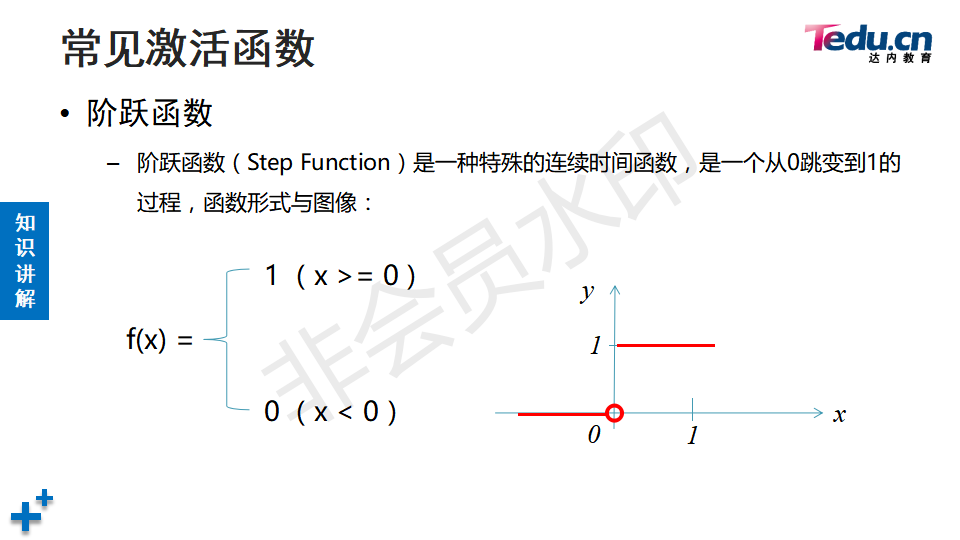 常见激活函数
Tedu.cn
达内教育
• 阶跃函数
– 阶跃函数（Step Function）是一种特殊的连续时间函数，是一个从0跳变到1的
过程，函数形式与图像：
知
识
讲
解
1 （x >= 0）
f(x) =
0 （x < 0）
y
1
0
1
x
非会员水印